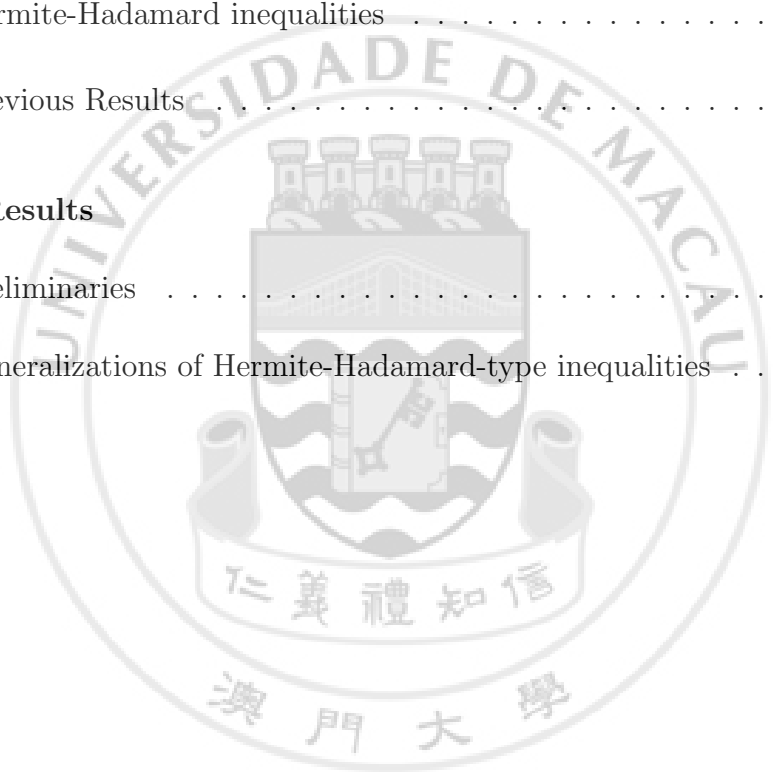 rmite-Hadamard inequalities . . . . . . . . . . . . . . .
evious Results . . . . . . . . . . . . . . . . . . . . . . .
Results
eliminaries . . . . . . . . . . . . . . . . . . . . . . . . .
neralizations of Hermite-Hadamard-type inequalities . .
UNIVERSIDADE DE MACAU
仁義禮知信
澳門大學